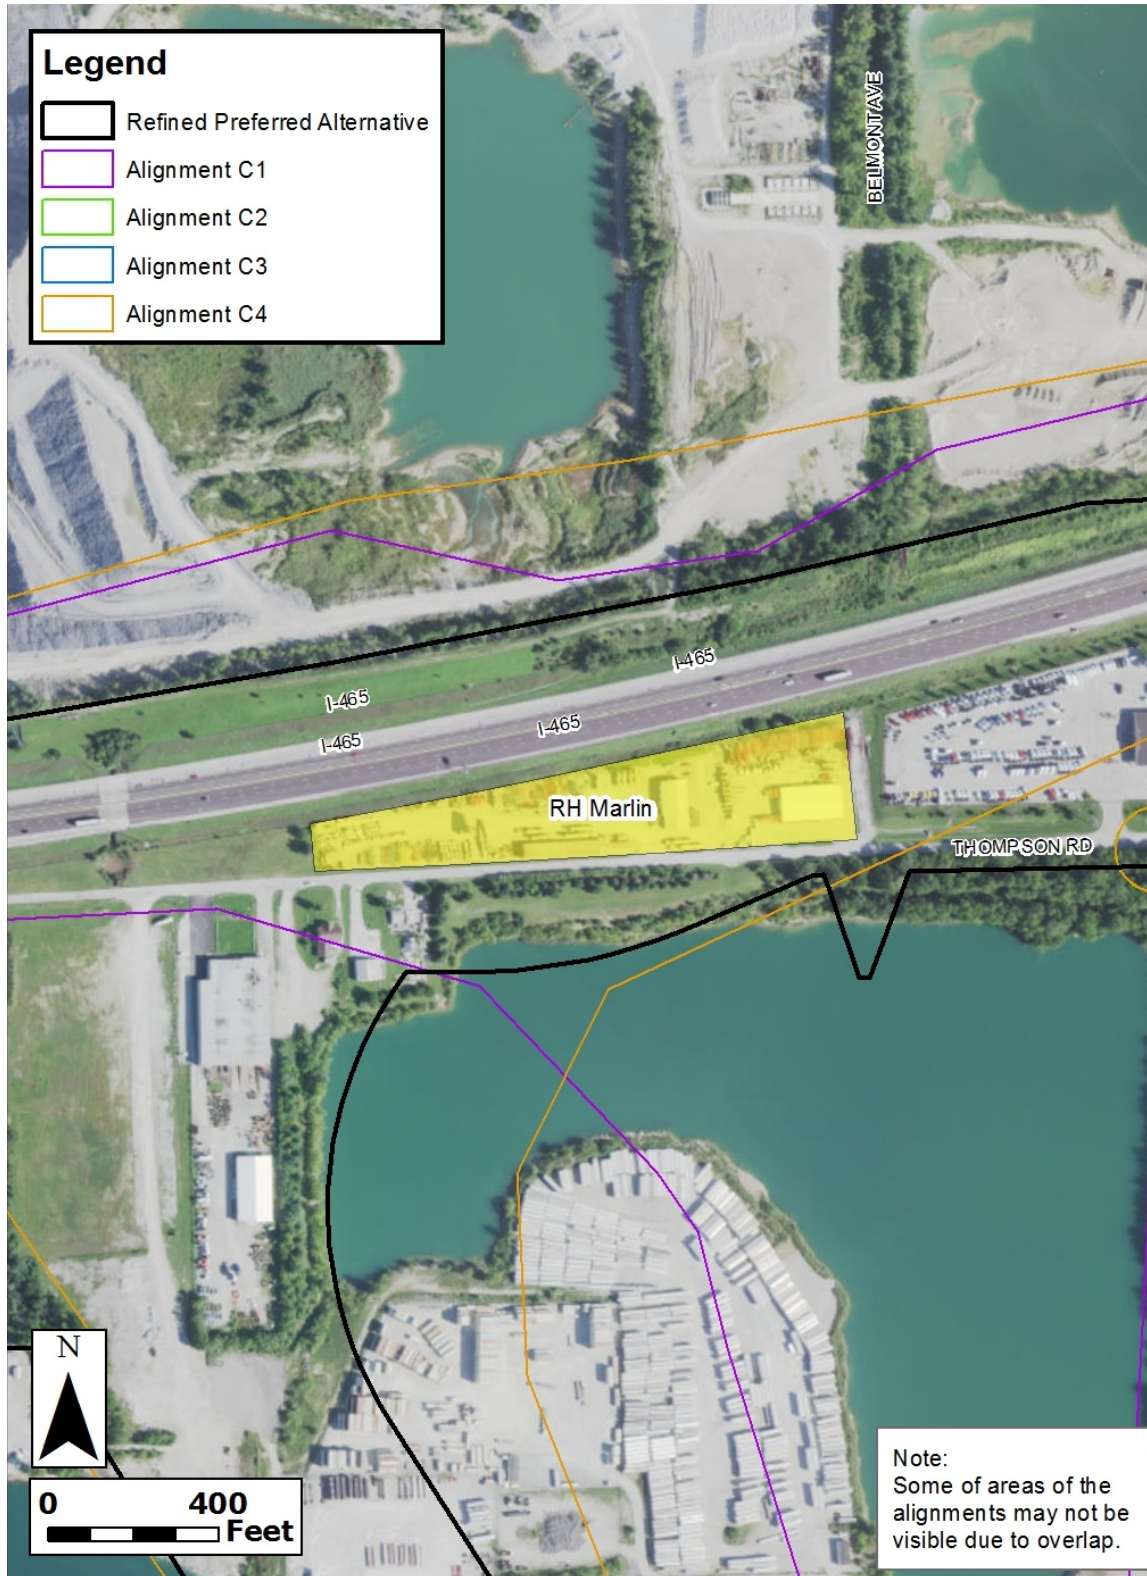 Legend
Refined Preferred Alternative
Alignment C1
Alignment C2
Alignment C3
Alignment C4
BELMONT AVE
I-465
I-465
I-465
I-465
RH Marlin
THOMPSON RD
N
0 400
Feet
Note:
Some of areas of the
alignments may not be
visible due to overlap.